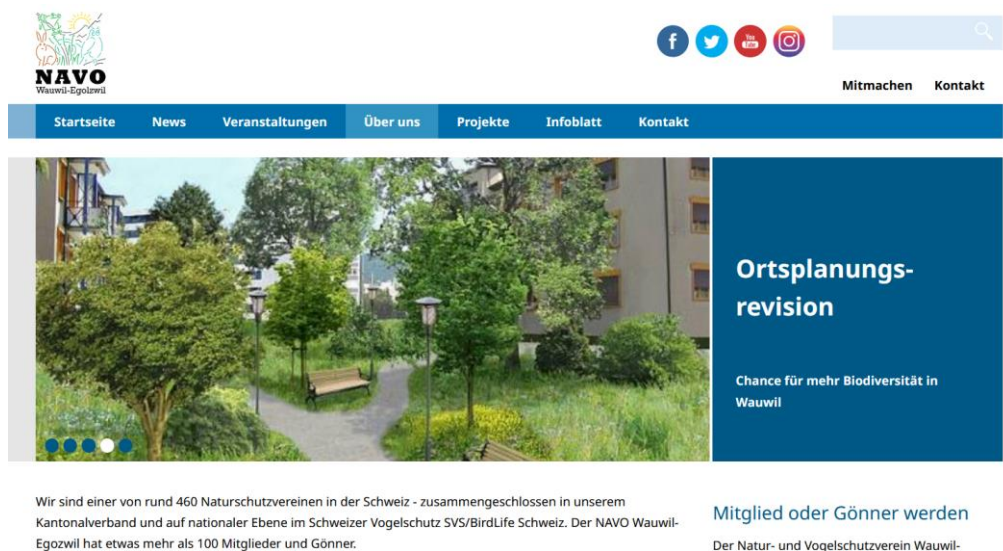 NAVO
Wauwil-Egolzwil
f
You
Tube
Mitmachen Kontakt
Startseite News Veranstaltungen Über uns Projekte Infoblatt Kontakt
Ortsplanungs-
revision
Chance für mehr Biodiversität in
Wauwil
Wir sind einer von rund 460 Naturschutzvereinen in der Schweiz - zusammengeschlossen in unserem
Kantonalverband und auf nationaler Ebene im Schweizer Vogelschutz SVS/BirdLife Schweiz. Der NAVO Wauwil-
Egozwil hat etwas mehr als 100 Mitglieder und Gönner.
Mitglied oder Gönner werden
Der Natur- und Vogelschutzverein Wauwil-